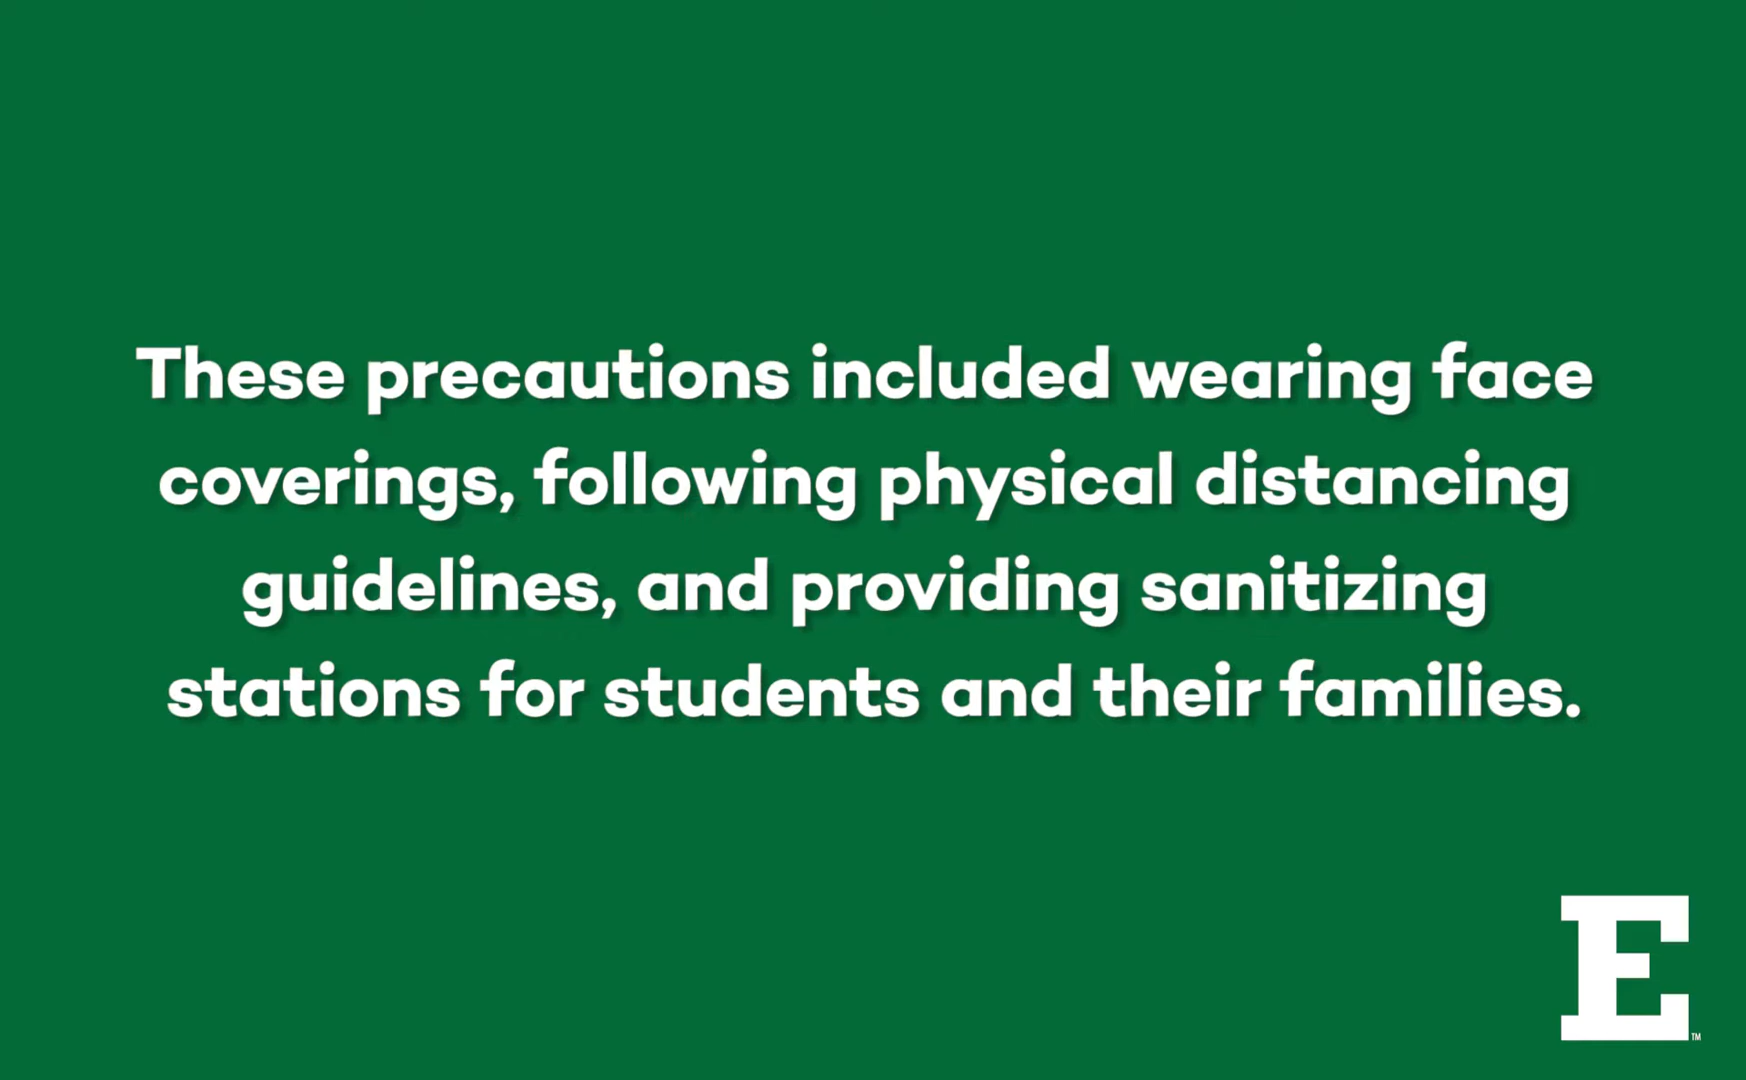 These precautions included wearing face
coverings, following physical distancing
guidelines, and providing sanitizing
stations for students and their families.
E
TM